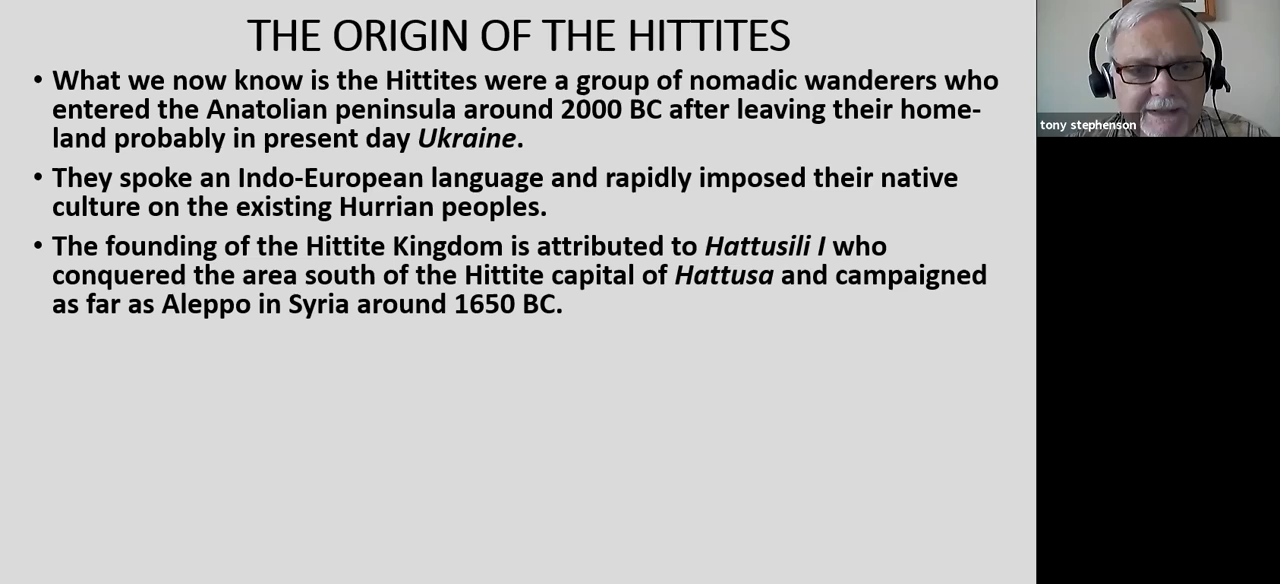 THE ORIGIN OF THE HITTITES
• What we now know is the Hittites were a group of nomadic wanderers who
entered the Anatolian peninsula around 2000 BC after leaving their home-
land probably in present day Ukraine.
• They spoke an Indo-European language and rapidly imposed their native
culture on the existing Hurrian peoples.
• The founding of the Hittite Kingdom is attributed to Hattusili I who
conquered the area south of the Hittite capital of Hattusa and campaigned
as far as Aleppo in Syria around 1650 BC.
tony stephenson